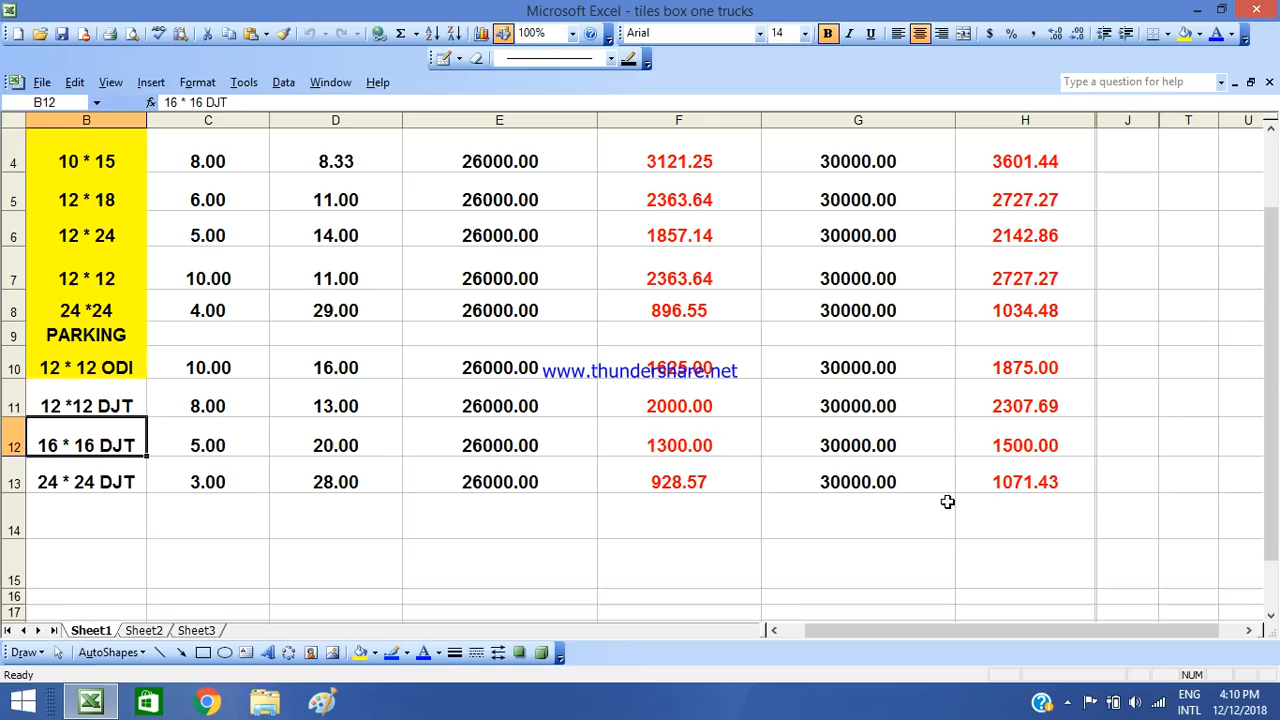 Microsoft Excel - tiles box one trucks
100% Arial 14 B I U $ % ,
File Edit View Insert Format Tools Data Window Help Type a question for help
B12 fx 16 * 16 DJT
B C D E F G H J T U
4 10 * 15 8.00 8.33 26000.00 3121.25 30000.00 3601.44
5 12 * 18 6.00 11.00 26000.00 2363.64 30000.00 2727.27
6 12 * 24 5.00 14.00 26000.00 1857.14 30000.00 2142.86
7 12 * 12 10.00 11.00 26000.00 2363.64 30000.00 2727.27
8 24 *24 4.00 29.00 26000.00 896.55 30000.00 1034.48
9 PARKING
10 12 * 12 ODI 10.00 16.00 26000.00 1625.00 30000.00 1875.00
www.thundershare.net
11 12 *12 DJT 8.00 13.00 26000.00 2000.00 30000.00 2307.69
12 16 * 16 DJT 5.00 20.00 26000.00 1300.00 30000.00 1500.00
13 24 * 24 DJT 3.00 28.00 26000.00 928.57 30000.00 1071.43
14
15
16
17
Sheet1 Sheet2 Sheet3
Draw AutoShapes A
Ready NUM
ENG 4:10 PM
INTL 12/12/2018